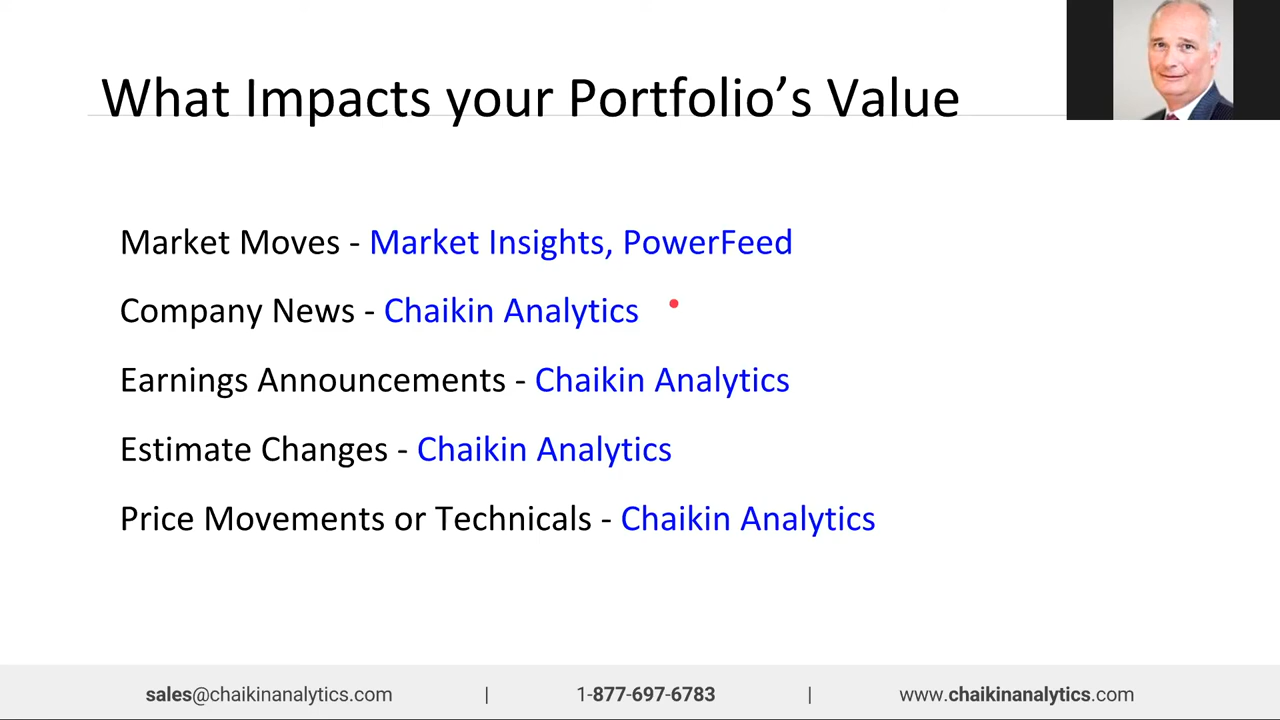 What Impacts your Portfolio’s Value
Market Moves - Market Insights, PowerFeed
Company News - Chaikin Analytics
Earnings Announcements - Chaikin Analytics
Estimate Changes - Chaikin Analytics
Price Movements or Technicals - Chaikin Analytics
sales@chaikinanalytics.com | 1-877-697-6783 | www.chaikinanalytics.com